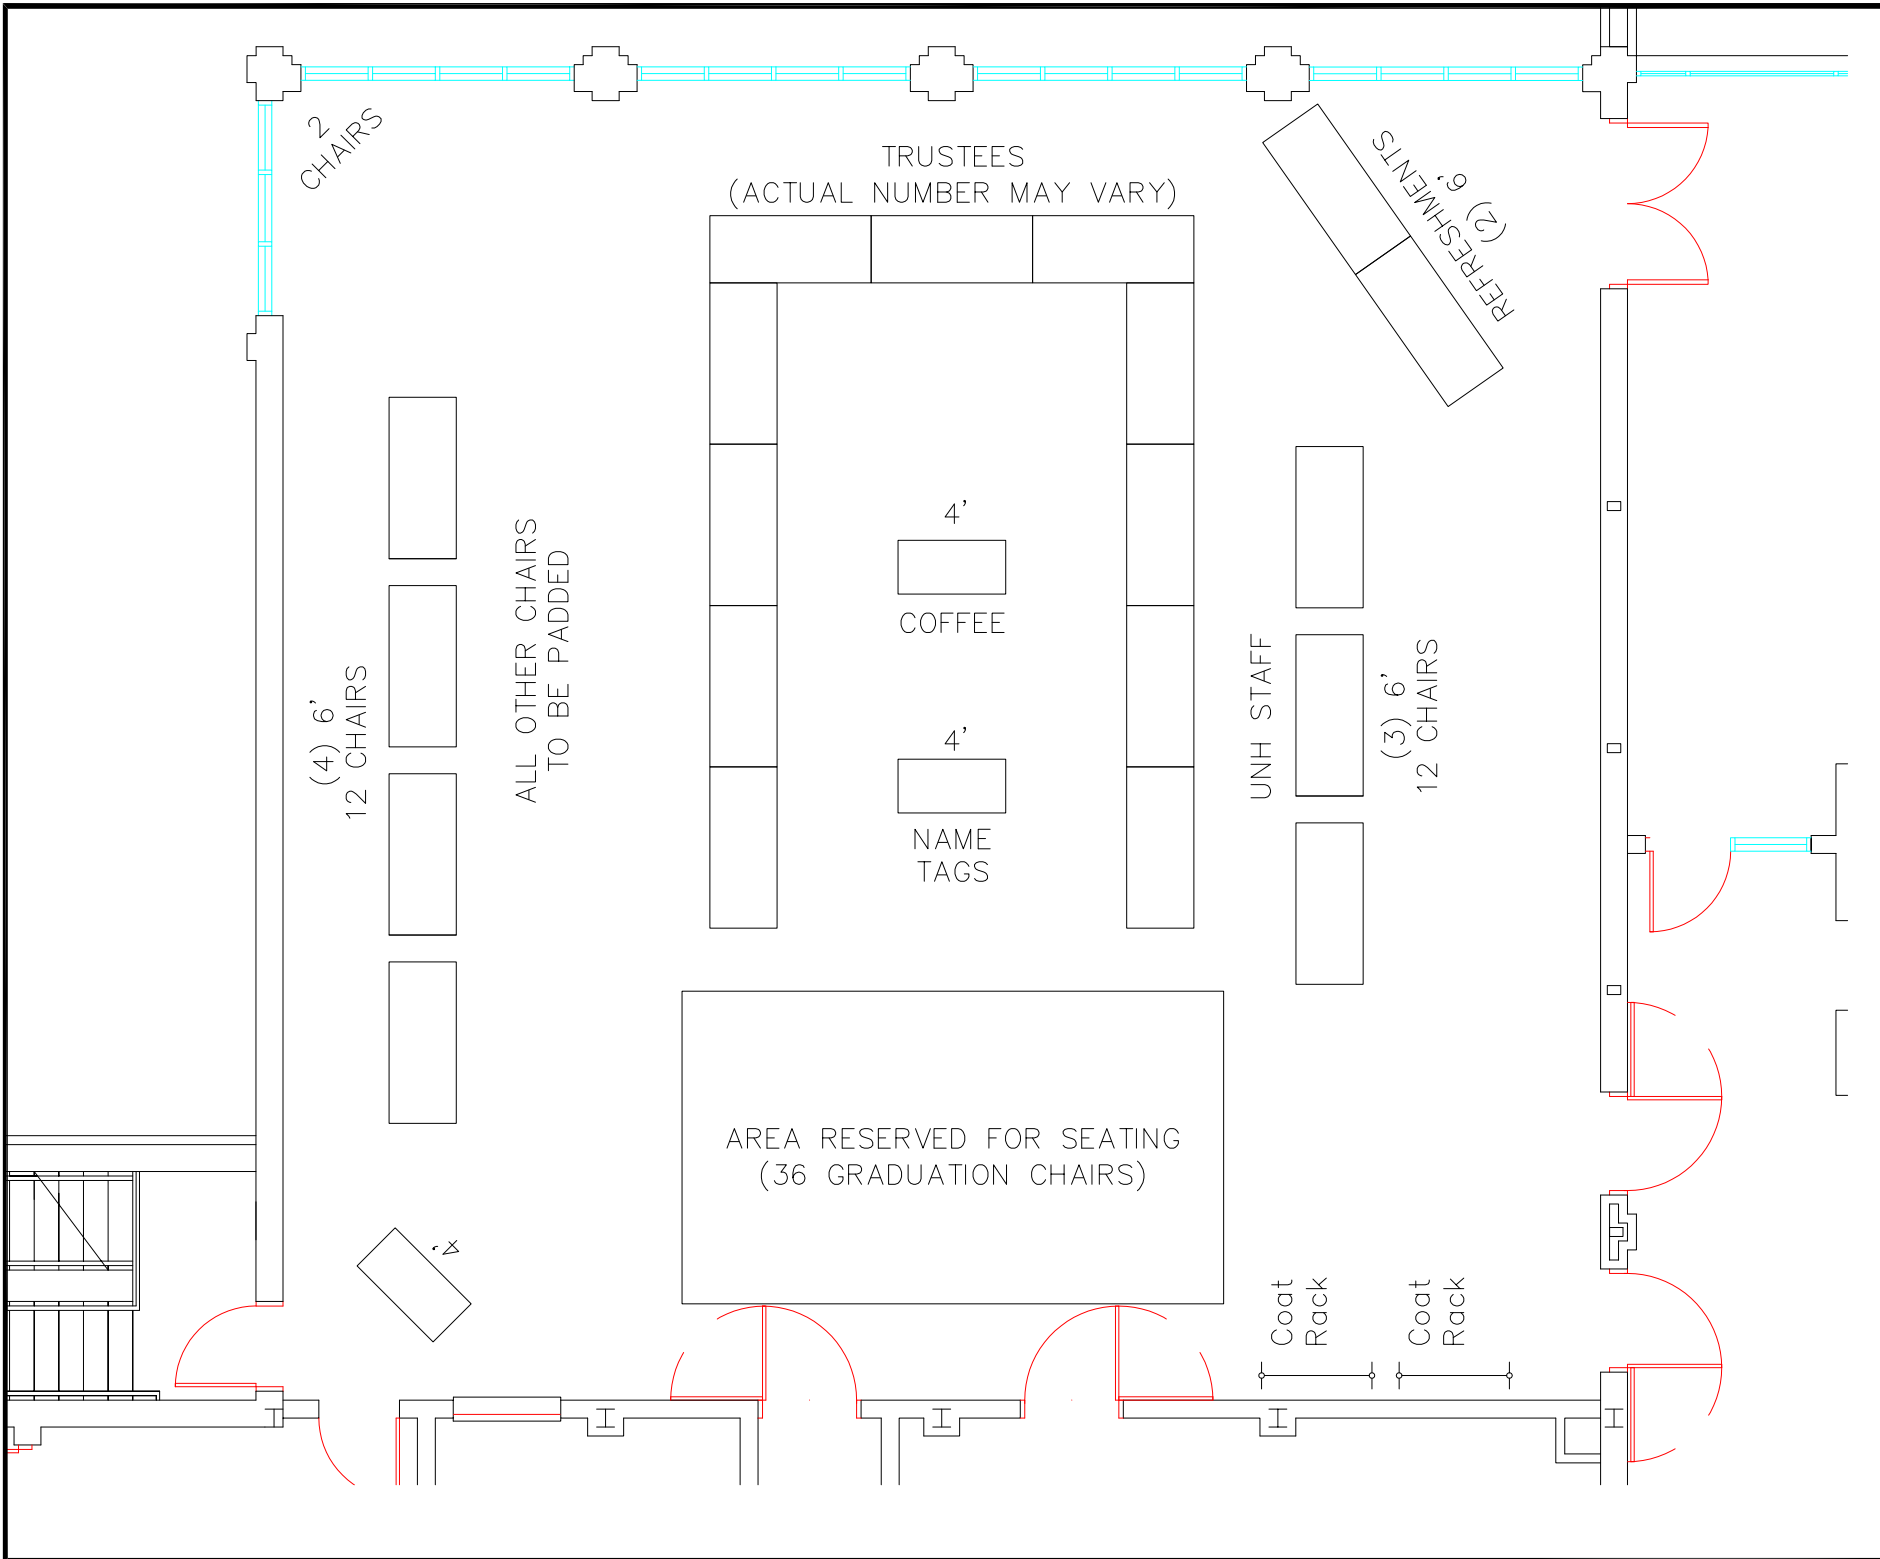 2
CHAIRS
TRUSTEES
(ACTUAL NUMBER MAY VARY)
REFRESHMENTS
(2) 6'
(4) 6'
12 CHAIRS
ALL OTHER CHAIRS
TO BE PADDED
4'
COFFEE
4'
NAME
TAGS
UNH STAFF
(3) 6'
12 CHAIRS
AREA RESERVED FOR SEATING
(36 GRADUATION CHAIRS)
4'
Coat
Rack
Coat
Rack